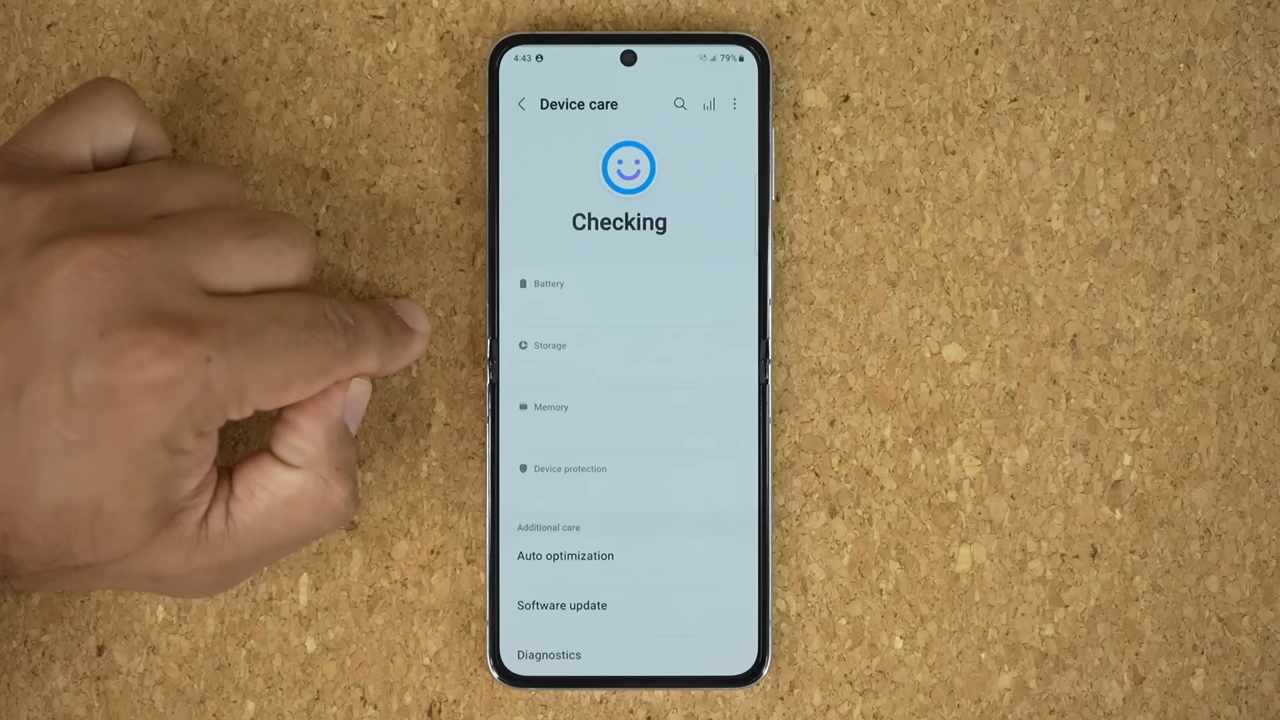 4:43
79%
Device care
Checking
Battery
Storage
Memory
Device protection
Additional care
Auto optimization
Software update
Diagnostics